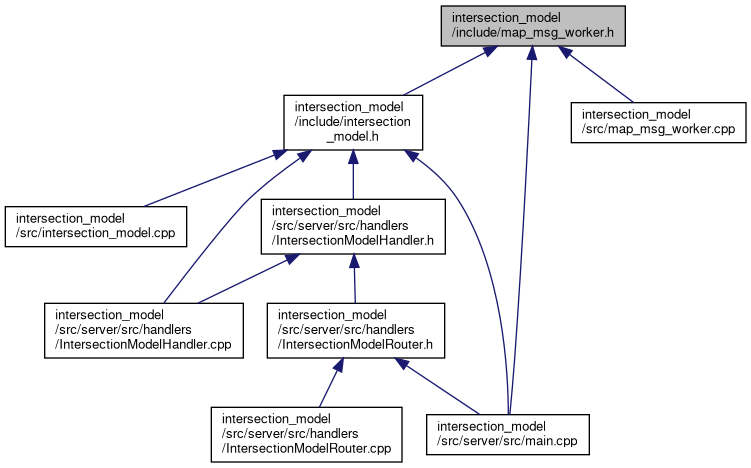 intersection_model
/include/map_msg_worker.h
intersection_model
/include/intersection
_model.h
intersection_model
/src/map_msg_worker.cpp
intersection_model
/src/intersection_model.cpp
intersection_model
/src/server/src/handlers
/IntersectionModelHandler.h
intersection_model
/src/server/src/handlers
/IntersectionModelHandler.cpp
intersection_model
/src/server/src/handlers
/IntersectionModelRouter.h
intersection_model
/src/server/src/handlers
/IntersectionModelRouter.cpp
intersection_model
/src/server/src/main.cpp